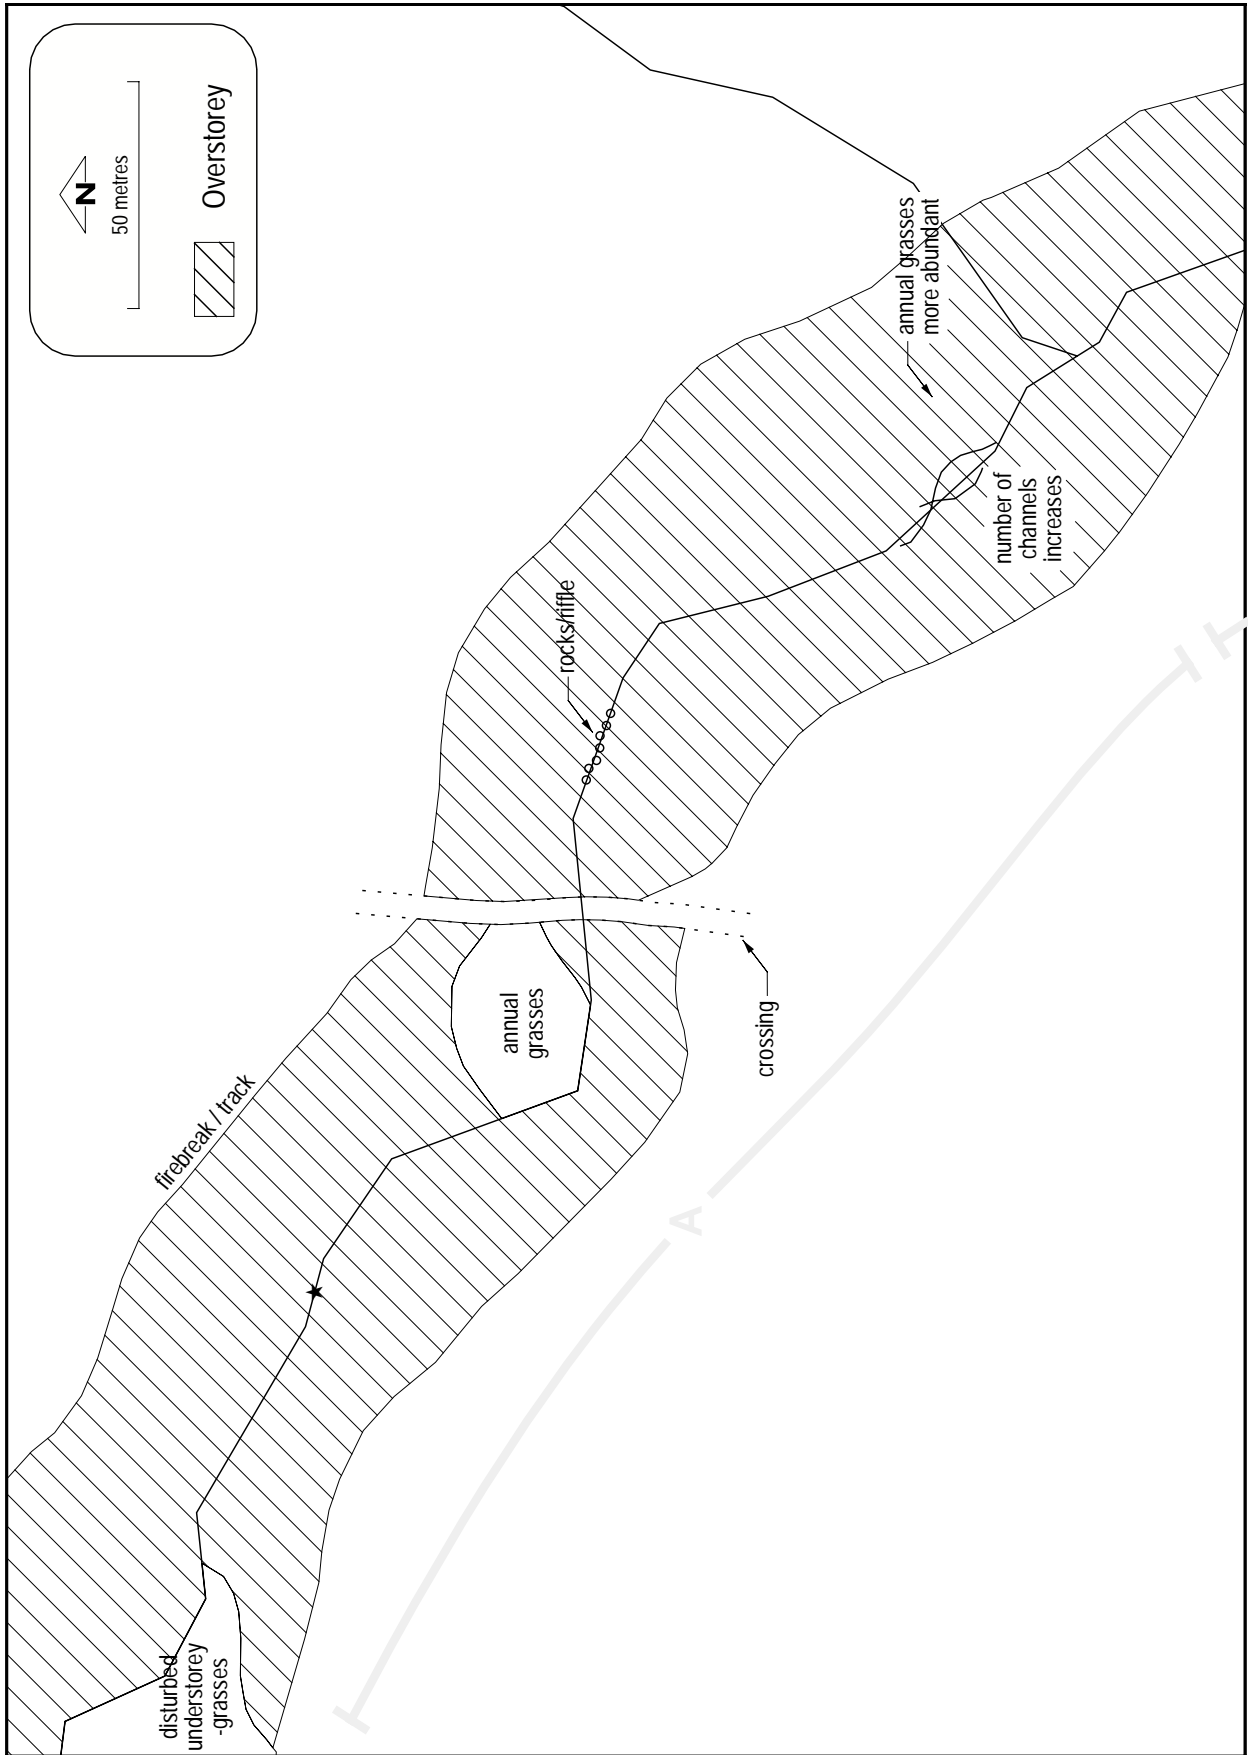 N
50 metres
Overstorey
annual grasses
more abundant
number of
channels
increases
rocks/riffle
crossing
annual
grasses
firebreak / track
A
disturbed
understorey
-grasses